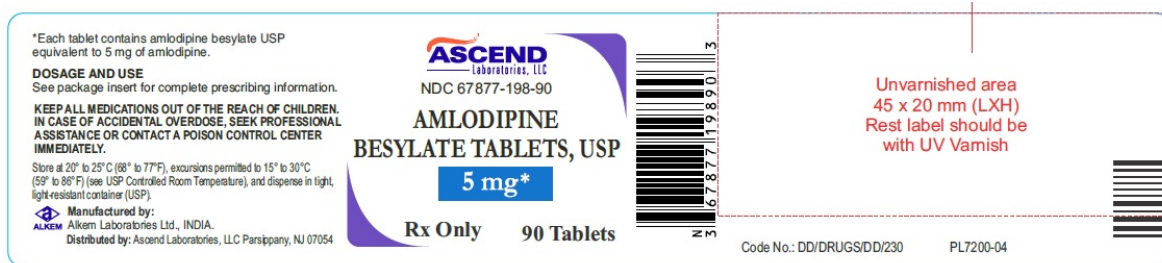 *Each tablet contains amlodipine besylate USP
equivalent to 5 mg of amlodipine.
DOSAGE AND USE
See package insert for complete prescribing information.
KEEP ALL MEDICATIONS OUT OF THE REACH OF CHILDREN.
IN CASE OF ACCIDENTAL OVERDOSE, SEEK PROFESSIONAL
ASSISTANCE OR CONTACT A POISON CONTROL CENTER
IMMEDIATELY.
Store at 20° to 25°C (68° to 77°F), excursions permitted to 15° to 30°C
(59° to 86°F) (see USP Controlled Room Temperature), and dispense in tight,
light-resistant container (USP).
ALKEM
Manufactured by:
Alkem Laboratories Ltd., INDIA.
Distributed by: Ascend Laboratories, LLC Parsippany, NJ 07054
ASCEND
Laboratories, LLC
NDC 67877-198-90
AMLODIPINE
BESYLATE TABLETS, USP
5 mg*
Rx Only 90 Tablets
N 3 67877 19890 3
Unvarnished area
45 x 20 mm (LXH)
Rest label should be
with UV Varnish
Code No.: DD/DRUGS/DD/230 PL7200-04